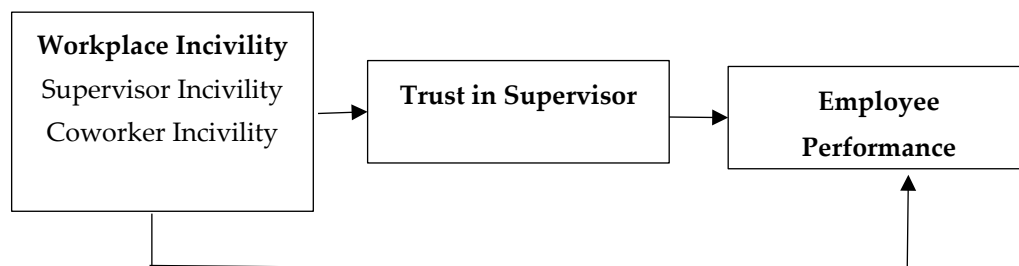 Workplace Incivility
Supervisor Incivility
Coworker Incivility
Trust in Supervisor
Employee
Performance